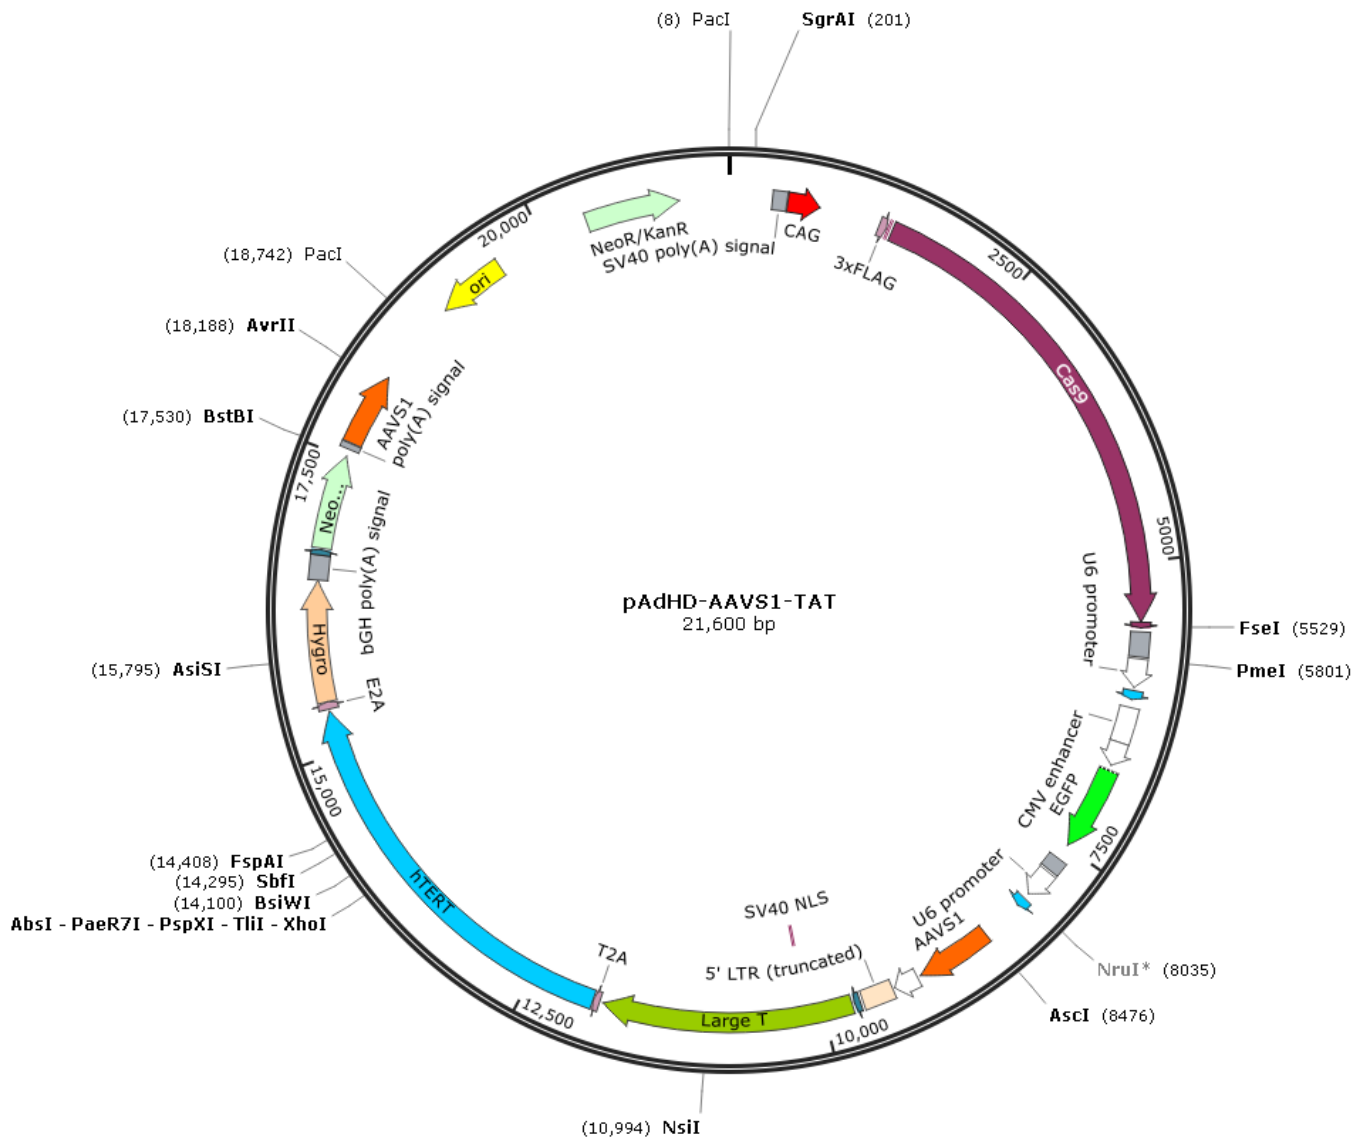 (8) PacI
SgrAI (201)
20,000
NeoR/KanR
SV40 poly(A) signal
CAG
3xFLAG
2500
(18,742) PacI
ori
(18,188) AvrII
AAVS1
poly(A) signal
Cas9
(17,530) BstBI
17,500
Neo...
bGH poly(A) signal
5000
U6 promoter
pAdHD-AAVS1-TAT
21,600 bp
FseI (5529)
PmeI (5801)
Hygro
(15,795) AsiSI
E2A
CMV enhancer
EGFP
15,000
7500
(14,408) FspAI
(14,295) SbfI
(14,100) BsiWI
AbsI - PaeR7I - PspXI - TliI - XhoI
hTERT
U6 promoter
AAVS1
SV40 NLS
5' LTR (truncated)
T2A
NruI* (8035)
AscI (8476)
12,500
Large T
10,000
(10,994) NsiI